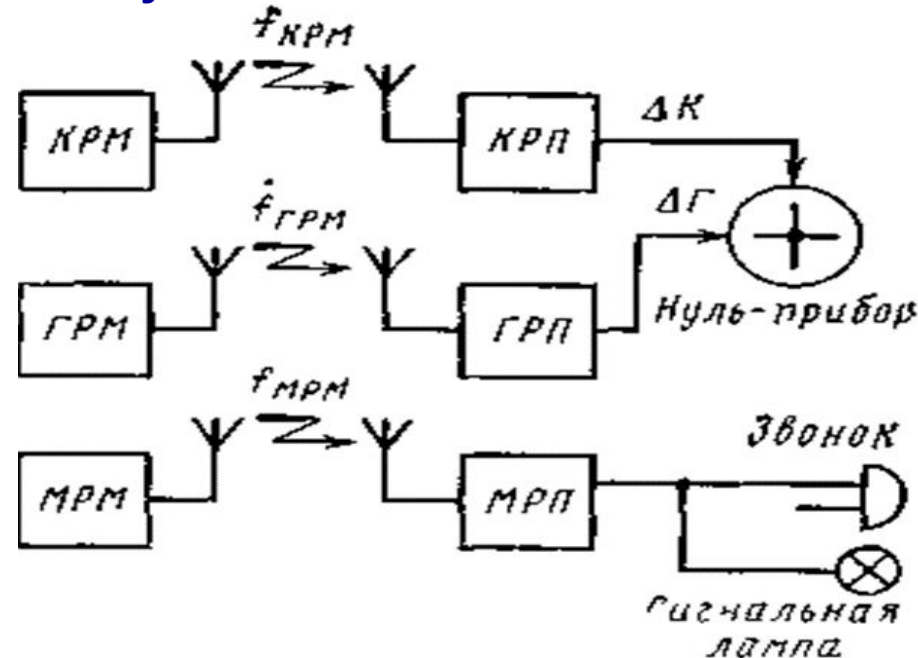 fКРМ
КРМ
КРП
ΔК
fГРМ
ΔГ
ГРМ
ГРП
Нуль-прибор
fМРМ
Звонок
МРМ
МРП
Сигнальная
лампа